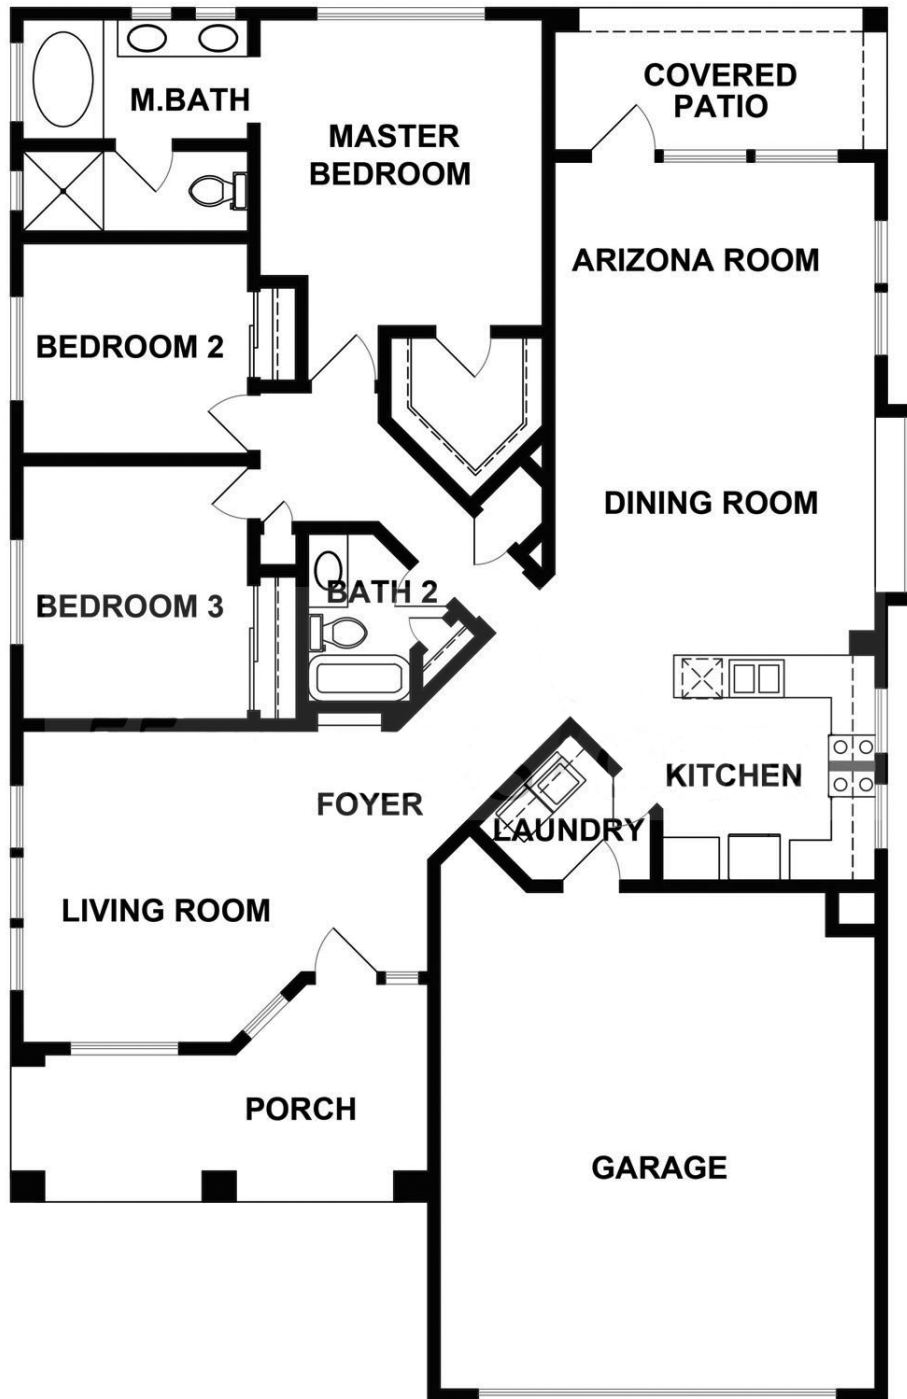 COVERED
PATIO
M.BATH
MASTER
BEDROOM
ARIZONA ROOM
BEDROOM 2
DINING ROOM
BATH 2
BEDROOM 3
KITCHEN
FOYER
LAUNDRY
LIVING ROOM
PORCH
GARAGE